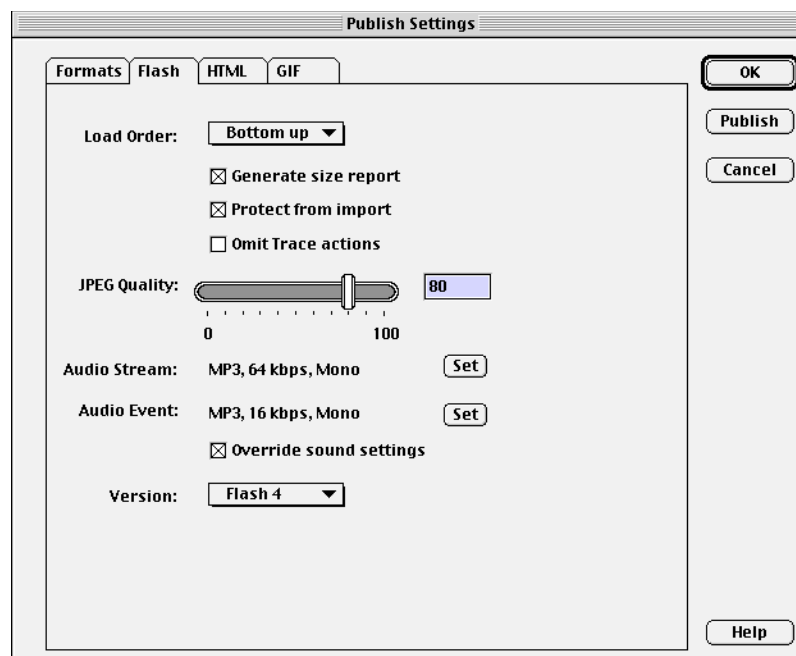 Publish Settings
Formats Flash HTML GIF
OK
Publish
Cancel
Load Order: Bottom up
Generate size report
Protect from import
Omit Trace actions
JPEG Quality: 80
0 100
Audio Stream: MP3, 64 kbps, Mono Set
Audio Event: MP3, 16 kbps, Mono Set
Override sound settings
Version: Flash 4
Help